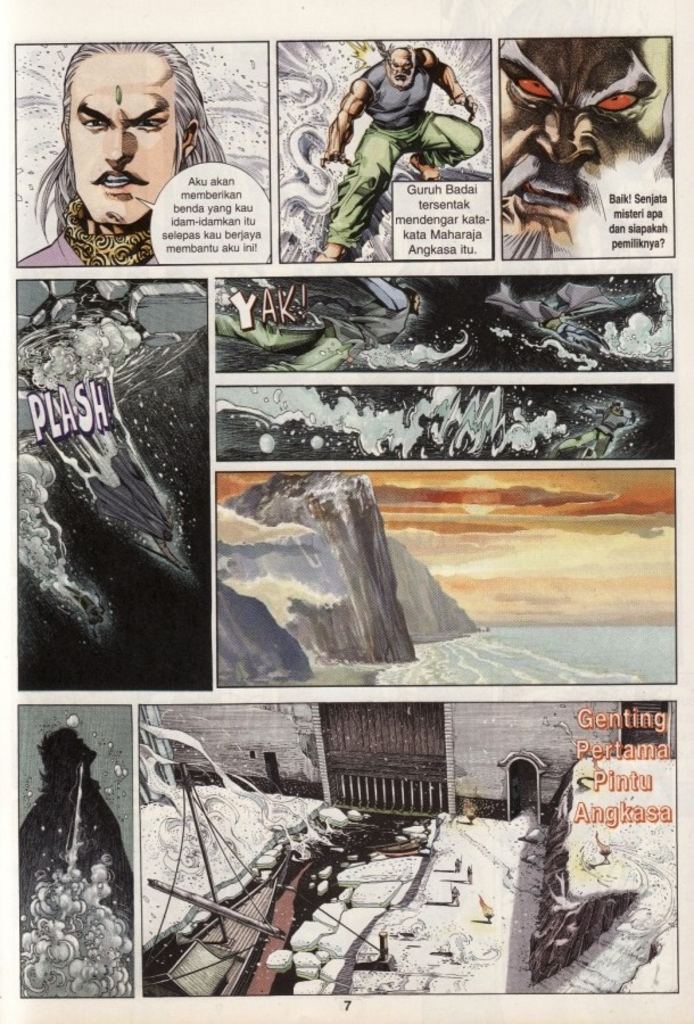 Aku akan
memberikan
benda yang kau
idam-idamkan itu
selepas kau berjaya
membantu aku ini!
Guruh Badai
tersentak
mendengar kata-
kata Maharaja
Angkasa itu.
Baik! Senjata
misteri apa
dan siapakah
pemiliknya?
PLASH
YAK!
Genting
Pertama
Pintu
Angkasa
7